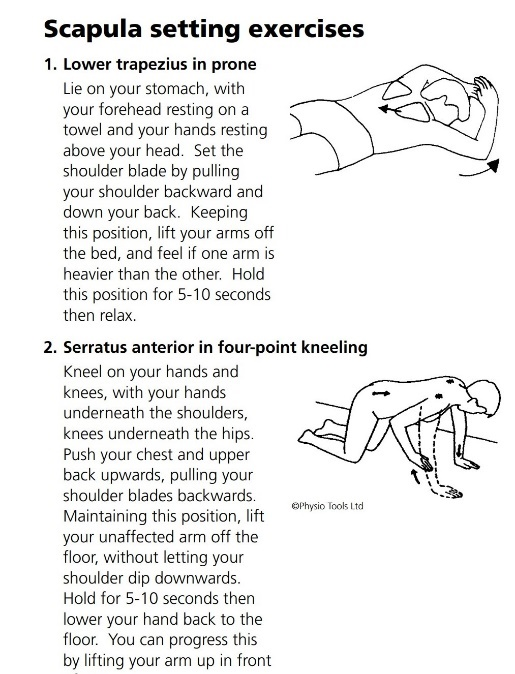 Scapula setting exercises
1. Lower trapezius in prone
Lie on your stomach, with
your forehead resting on a
towel and your hands resting
above your head. Set the
shoulder blade by pulling
your shoulder backward and
down your back. Keeping
this position, lift your arms off
the bed, and feel if one arm is
heavier than the other. Hold
this position for 5-10 seconds
then relax.
2. Serratus anterior in four-point kneeling
Kneel on your hands and
knees, with your hands
underneath the shoulders,
knees underneath the hips.
Push your chest and upper
back upwards, pulling your
shoulder blades backwards.
Maintaining this position, lift
your unaffected arm off the
floor, without letting your
shoulder dip downwards.
Hold for 5-10 seconds then
lower your hand back to the
floor. You can progress this
by lifting your arm up in front
©Physio Tools Ltd